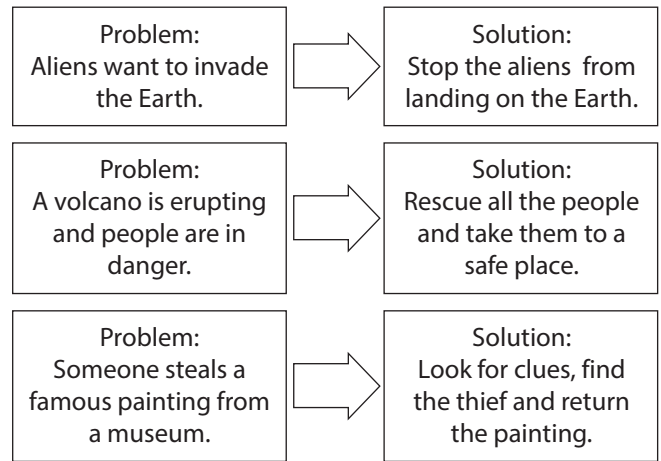 Problem:
Aliens want to invade
the Earth.
Solution:
Stop the aliens from
landing on the Earth.
Problem:
A volcano is erupting
and people are in
danger.
Solution:
Rescue all the people
and take them to a
safe place.
Problem:
Someone steals a
famous painting from
a museum.
Solution:
Look for clues, find
the thief and return
the painting.